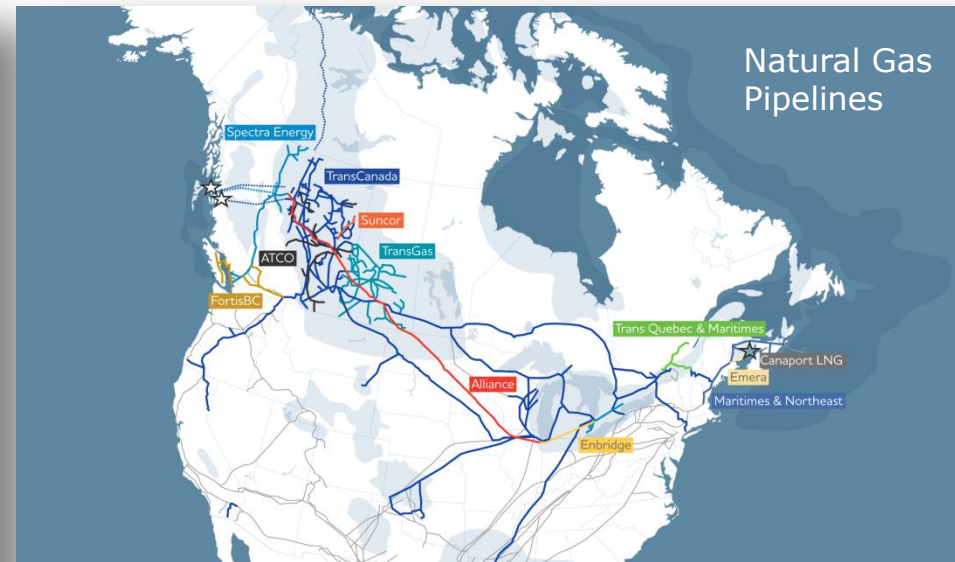 Natural Gas
Pipelines
Spectra Energy
TransCanada
Suncor
TransGas
ATCO
FortisBC
Trans Quebec & Maritimes
Canaport LNG
Emera
Alliance
Maritimes & Northeast
Enbridge